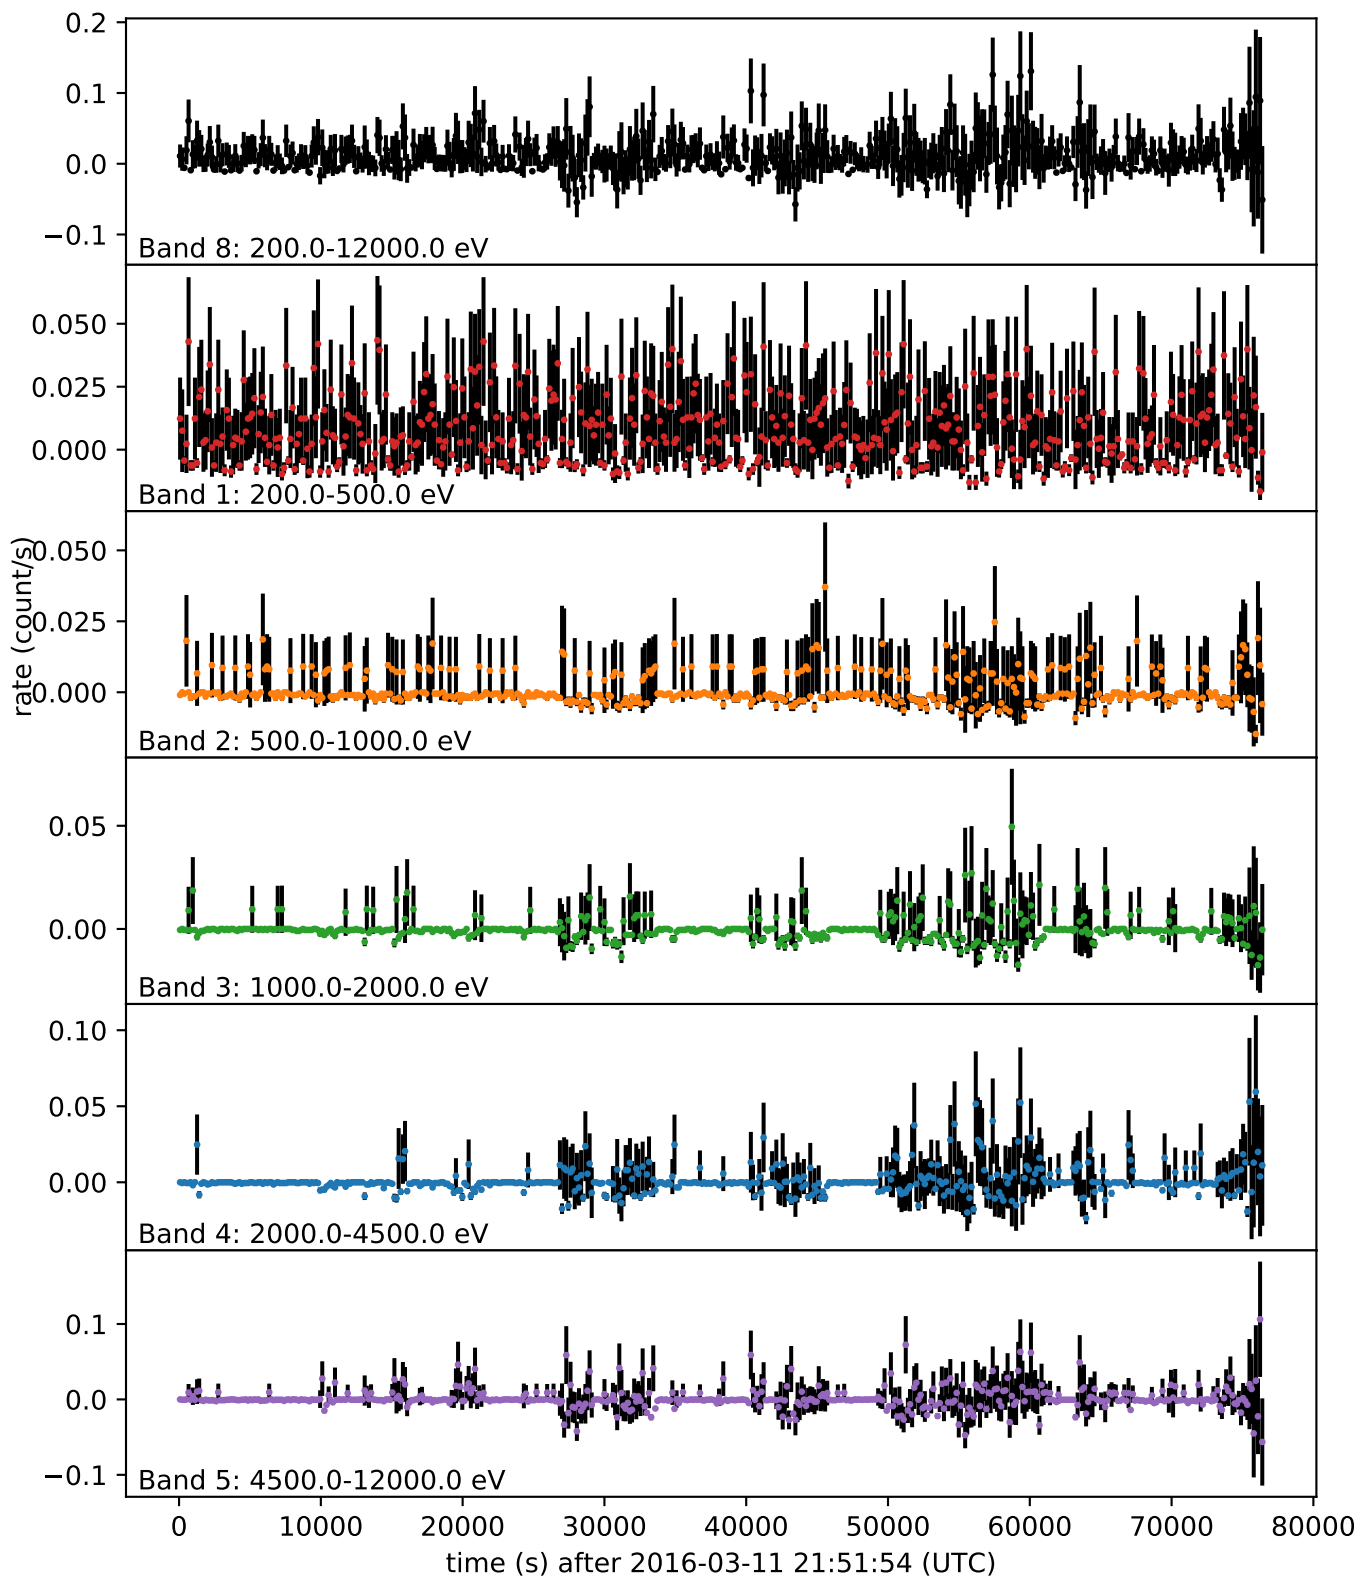 0.2
0.1
0.0
−0.1
Band 8: 200.0-12000.0 eV
0.050
0.025
0.000
Band 1: 200.0-500.0 eV
rate (count/s)
0.050
0.025
0.000
Band 2: 500.0-1000.0 eV
0.05
0.00
Band 3: 1000.0-2000.0 eV
0.10
0.05
0.00
Band 4: 2000.0-4500.0 eV
0.1
0.0
−0.1
Band 5: 4500.0-12000.0 eV
0 10000 20000 30000 40000 50000 60000 70000 80000
time (s) after 2016-03-11 21:51:54 (UTC)